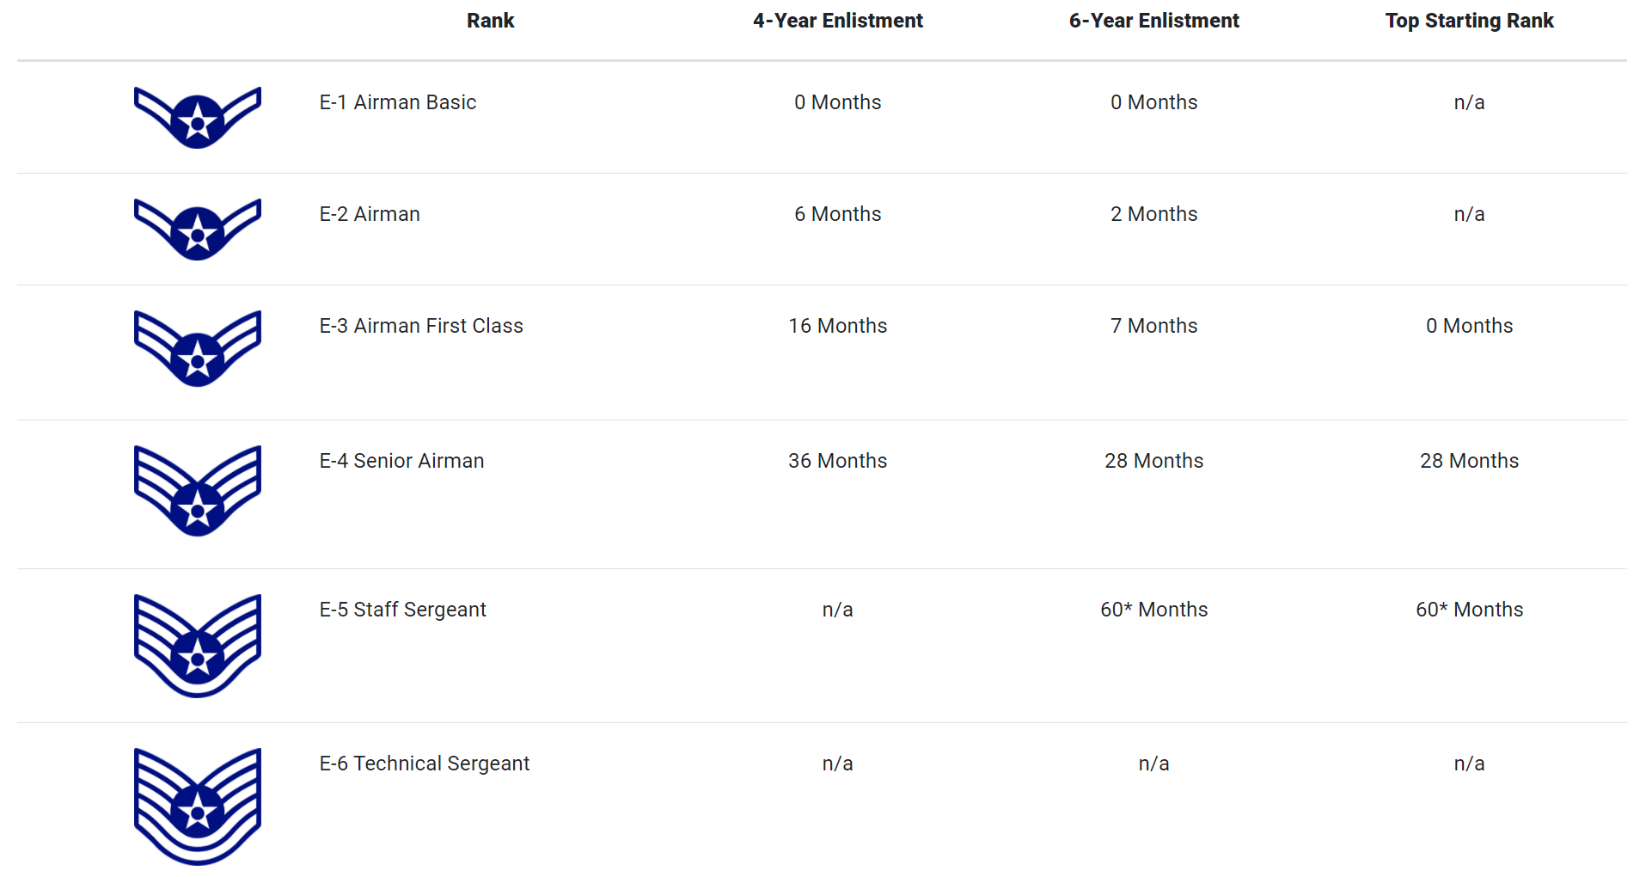 Rank 4-Year Enlistment 6-Year Enlistment Top Starting Rank
E-1 Airman Basic 0 Months 0 Months n/a
E-2 Airman 6 Months 2 Months n/a
E-3 Airman First Class 16 Months 7 Months 0 Months
E-4 Senior Airman 36 Months 28 Months 28 Months
E-5 Staff Sergeant n/a 60* Months 60* Months
E-6 Technical Sergeant n/a n/a n/a